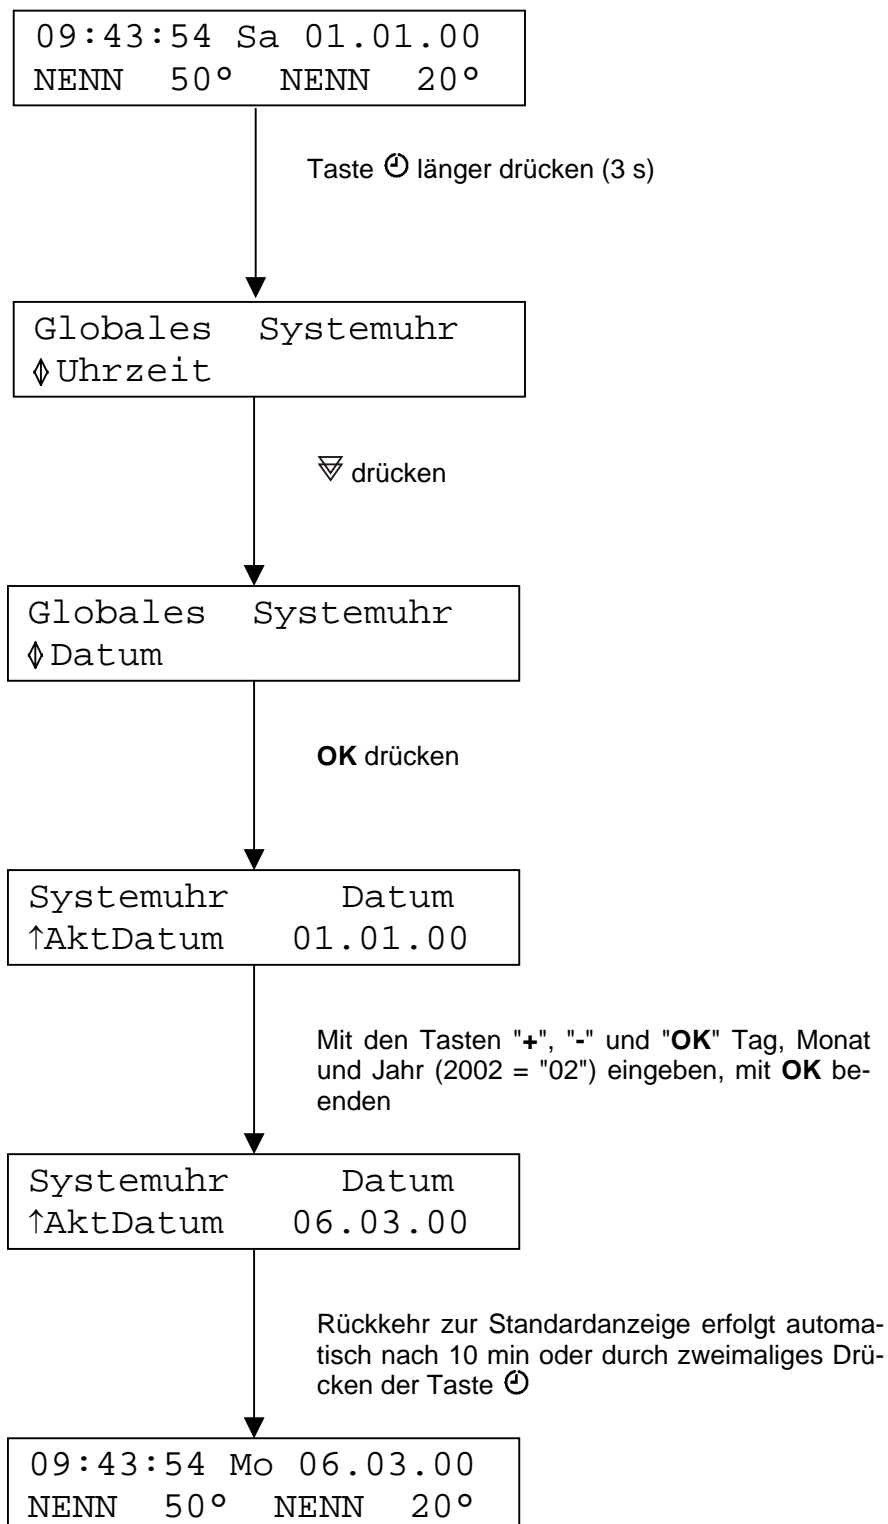 09:43:54 Sa 01.01.00
NENN 50° NENN 20°
Taste länger drücken (3 s)
Globales Systemuhr
Uhrzeit
drücken
Globales Systemuhr
Datum
OK drücken
Systemuhr Datum
↑AktDatum 01.01.00
Mit den Tasten "+", "-" und "OK" Tag, Monat
und Jahr (2002 = "02") eingeben, mit OK be-
enden
Systemuhr Datum
↑AktDatum 06.03.00
Rückkehr zur Standardanzeige erfolgt automa-
tisch nach 10 min oder durch zweimaliges Drü-
cken der Taste
09:43:54 Mo 06.03.00
NENN 50° NENN 20°